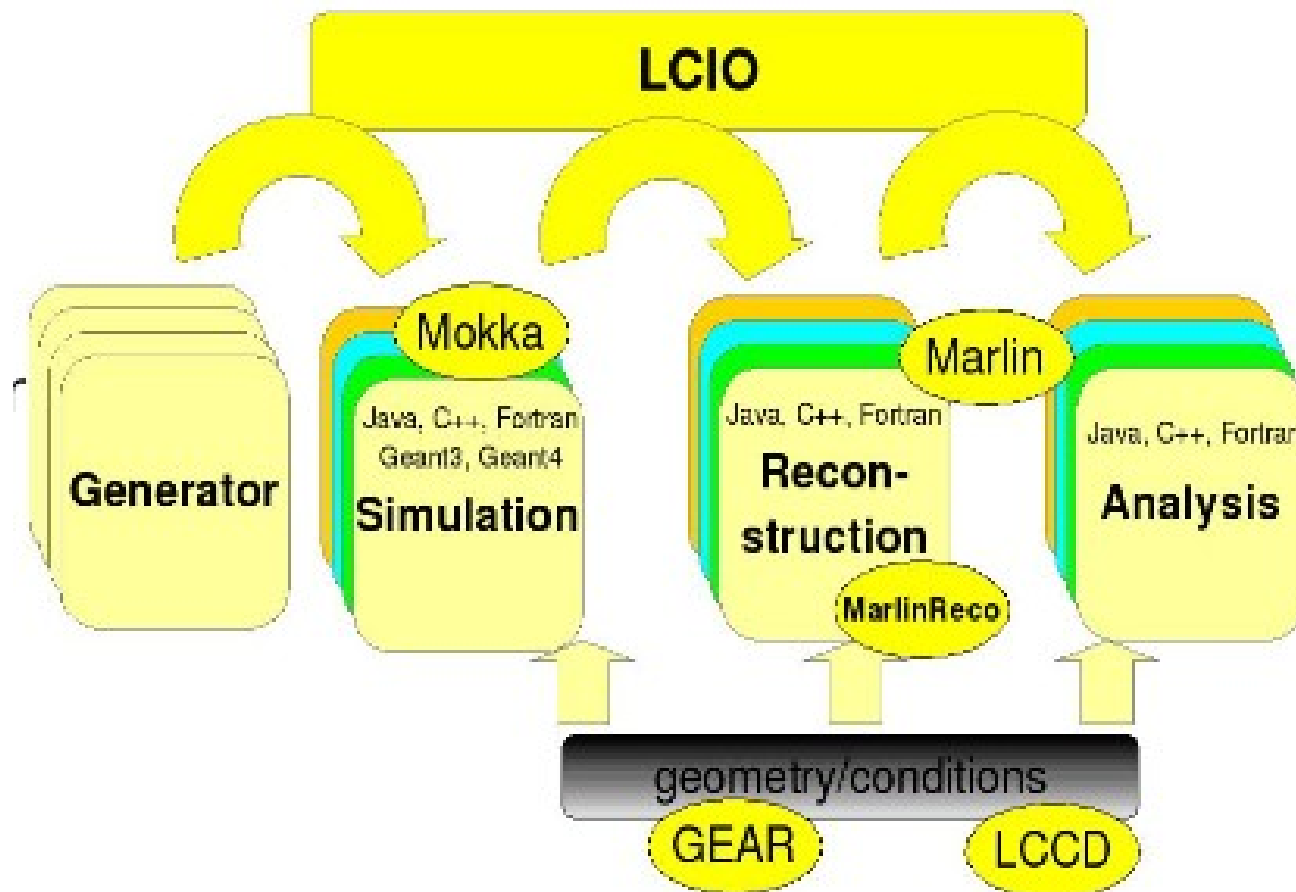 LCIO
Mokka
Marlin
Generator
Java, C++, Fortran
Geant3, Geant4
Simulation
Java, C++, Fortran
Recon-
struction
MarlinReco
Java, C++, Fortran
Analysis
geometry/conditions
GEAR
LCCD